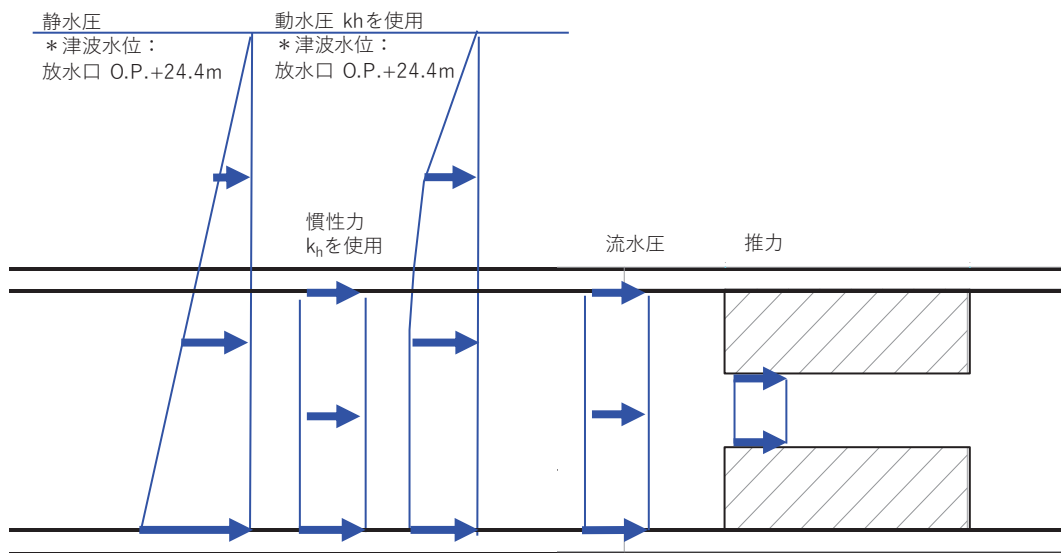 静水圧
＊津波水位：
放水口 O.P.+24.4m
動水圧 khを使用
＊津波水位：
放水口 O.P.+24.4m
慣性力
khを使用
流水圧
推力